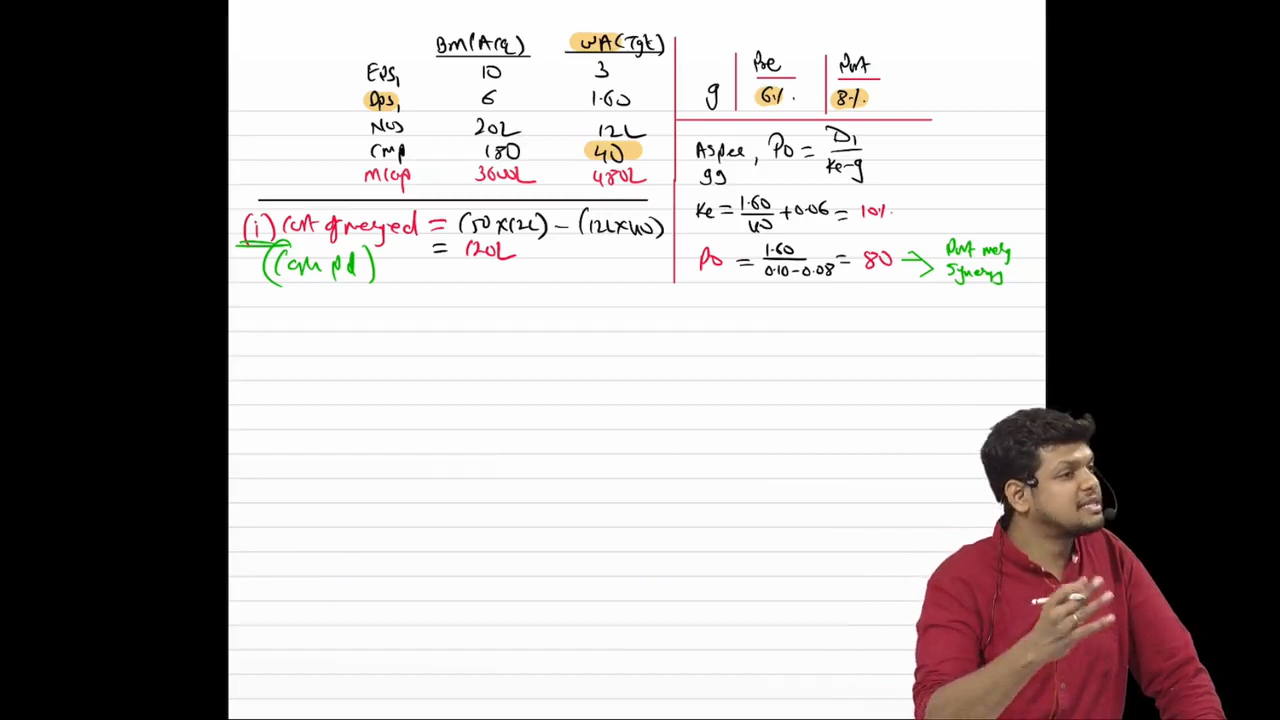 BM(Acq) WA(Tgt)
EPS₁ 10 3
DPS₁ 6 1.60
NOS 20L 12L
CMP 180 40
MCap 3600L 480L
(i) Cost of merged = (50×12L) − (12L×40)
= 120L
(Cash pd)
Pre Post
g 6% 8%
As per gg, P0 = D1 / Ke−g
Ke = 1.60 / 40 + 0.06 = 10%
P0 = 1.60 / 0.10−0.08 = 80 → Post merg
Synergy